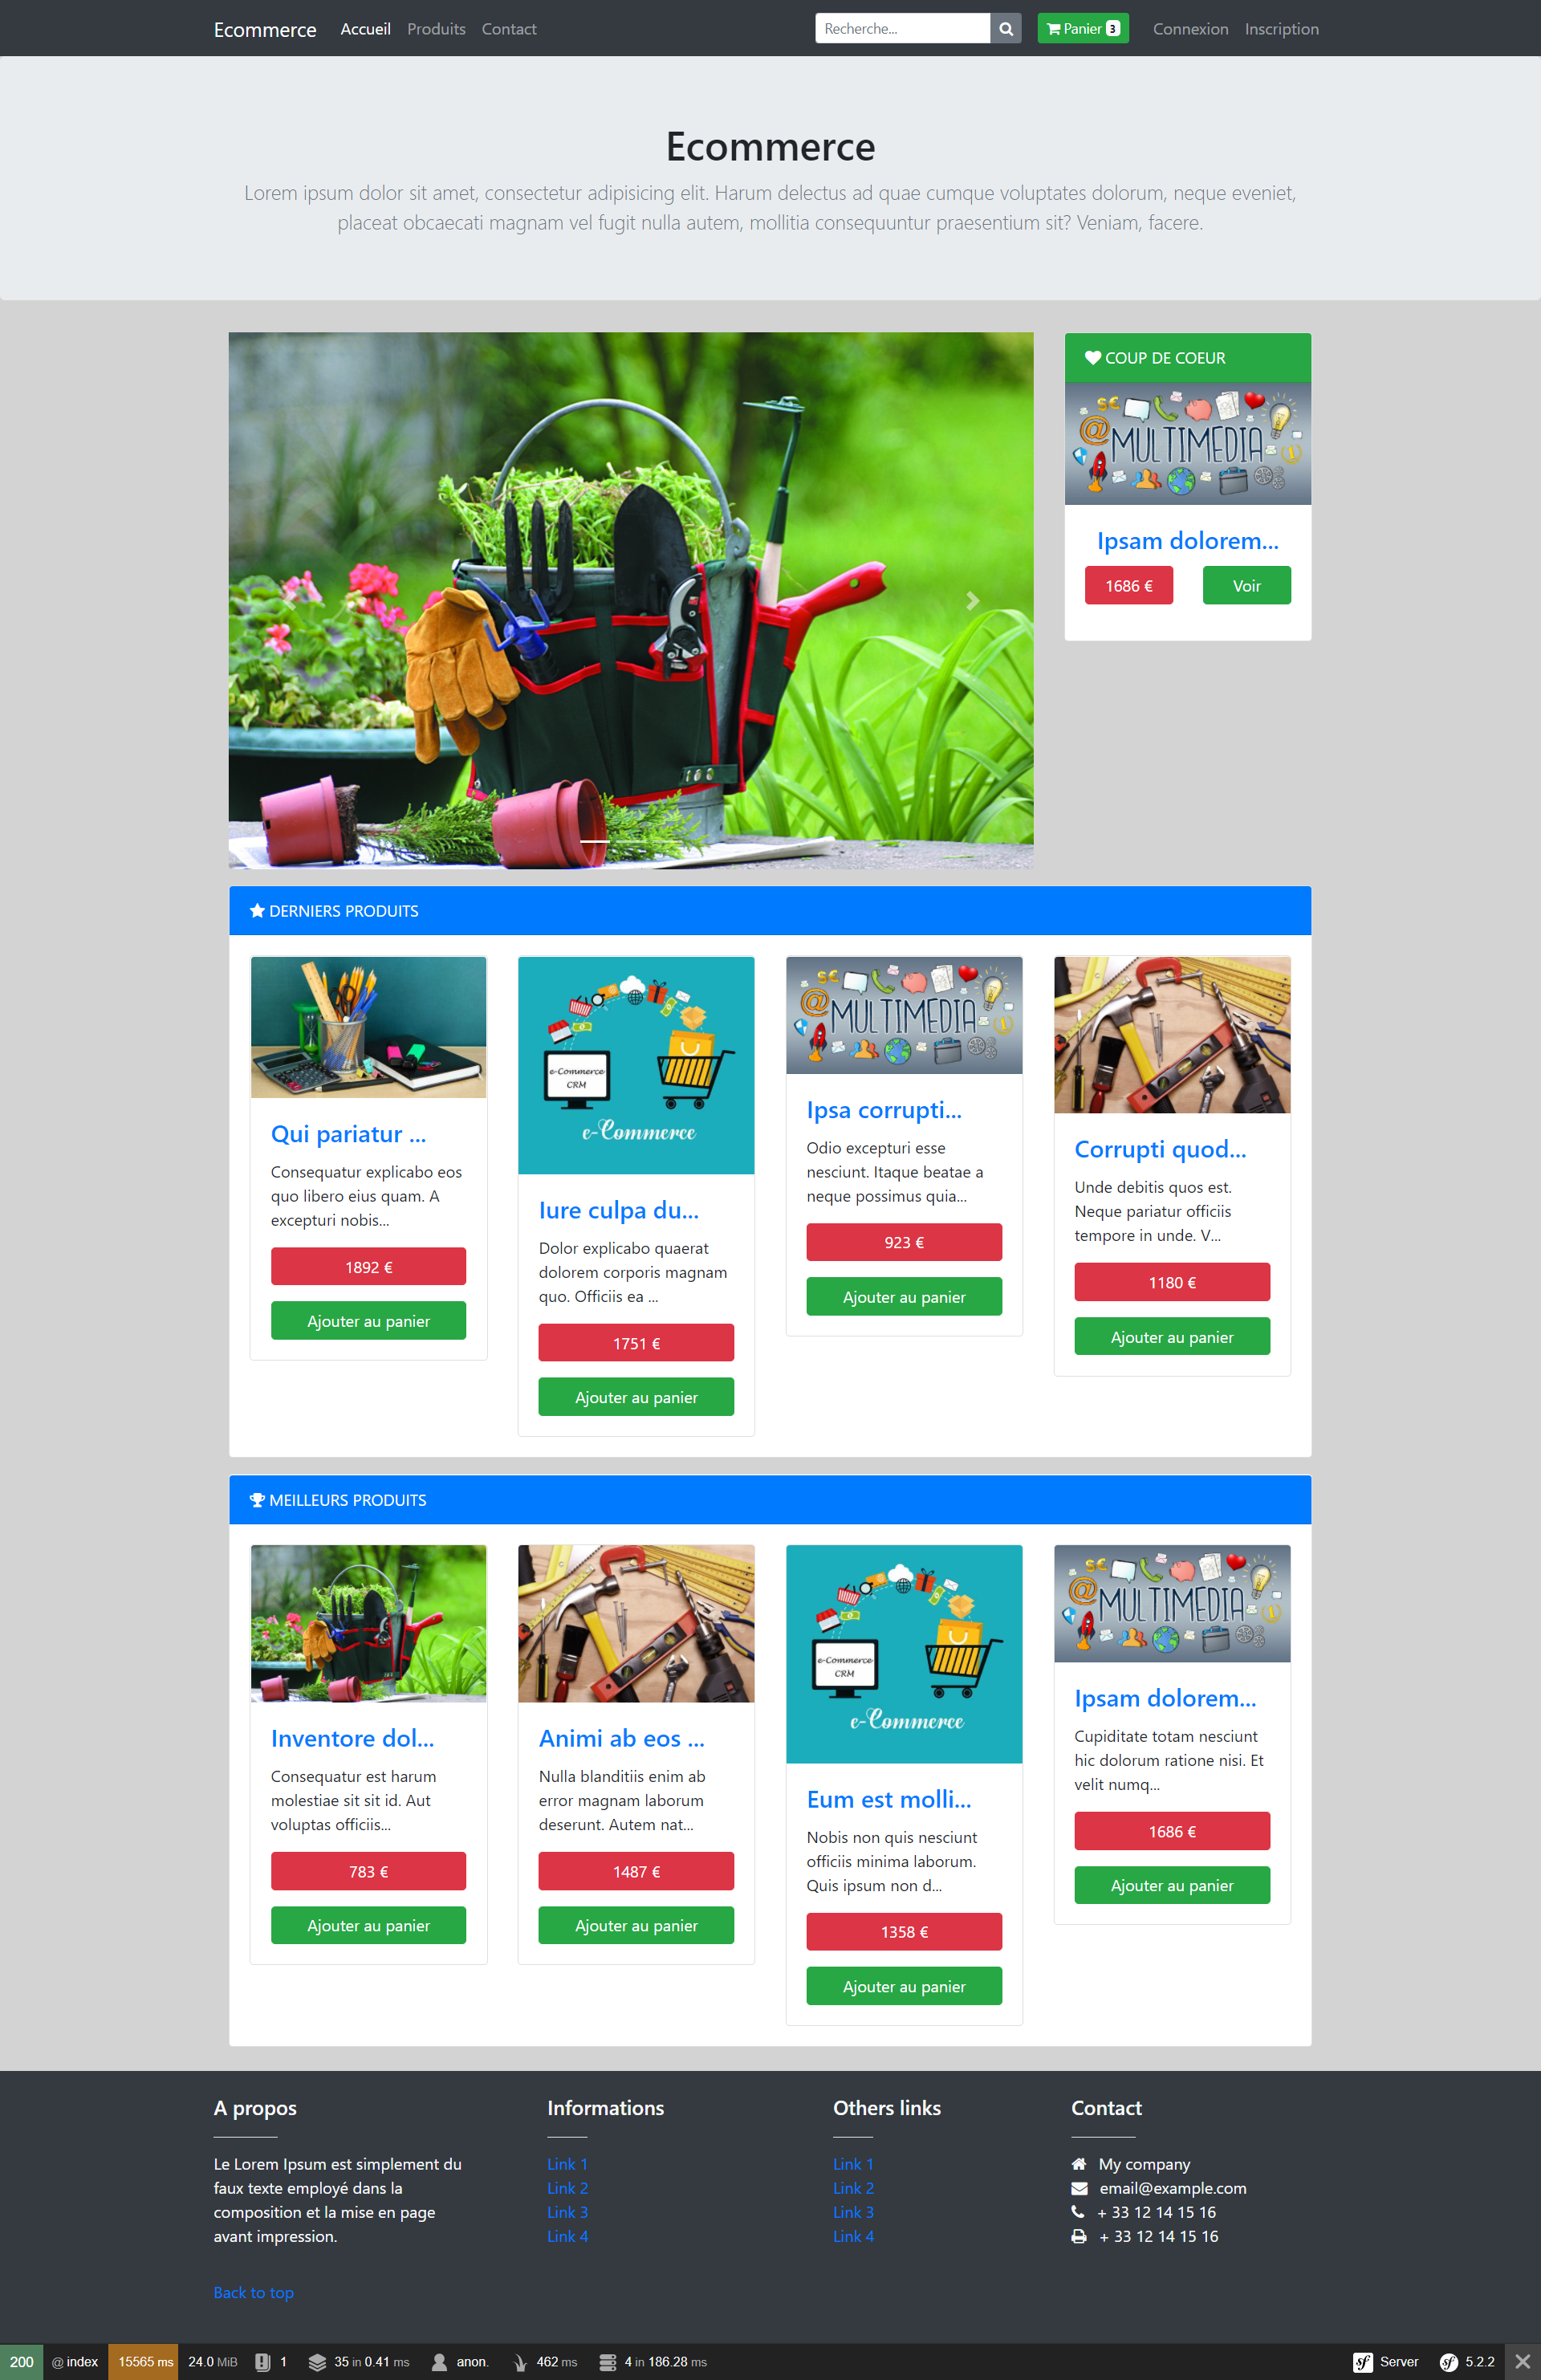 Ecommerce Accueil Produits Contact Recherche... Panier 3 Connexion Inscription
Ecommerce
Lorem ipsum dolor sit amet, consectetur adipisicing elit. Harum delectus ad quae cumque voluptates dolorum, neque eveniet,
placeat obcaecati magnam vel fugit nulla autem, mollitia consequuntur praesentium sit? Veniam, facere.
COUP DE COEUR
@MULTIMEDIA
Ipsam dolorem...
1686 € Voir
DERNIERS PRODUITS
Qui pariatur ...
Consequatur explicabo eos
quo libero eius quam. A
excepturi nobis...
1892 €
Ajouter au panier
e-Commerce
CRM
e-Commerce
Iure culpa du...
Dolor explicabo quaerat
dolorem corporis magnam
quo. Officiis ea ...
1751 €
Ajouter au panier
@MULTIMEDIA
Ipsa corrupti...
Odio excepturi esse
nesciunt. Itaque beatae a
neque possimus quia...
923 €
Ajouter au panier
Corrupti quod...
Unde debitis quos est.
Neque pariatur officiis
tempore in unde. V...
1180 €
Ajouter au panier
MEILLEURS PRODUITS
Inventore dol...
Consequatur est harum
molestiae sit sit id. Aut
voluptas officiis...
783 €
Ajouter au panier
Animi ab eos ...
Nulla blanditiis enim ab
error magnam laborum
deserunt. Autem nat...
1487 €
Ajouter au panier
e-Commerce
CRM
e-Commerce
Eum est molli...
Nobis non quis nesciunt
officiis minima laborum.
Quis ipsum non d...
1358 €
Ajouter au panier
@MULTIMEDIA
Ipsam dolorem...
Cupiditate totam nesciunt
hic dolorum ratione nisi. Et
velit numq...
1686 €
Ajouter au panier
A propos
Le Lorem Ipsum est simplement du
faux texte employé dans la
composition et la mise en page
avant impression.
Informations
Link 1
Link 2
Link 3
Link 4
Others links
Link 1
Link 2
Link 3
Link 4
Contact
My company
email@example.com
+ 33 12 14 15 16
+ 33 12 14 15 16
Back to top
200 @ index 15565 ms 24.0 MiB 1 35 in 0.41 ms anon. 462 ms 4 in 186.28 ms sf Server sf 5.2.2